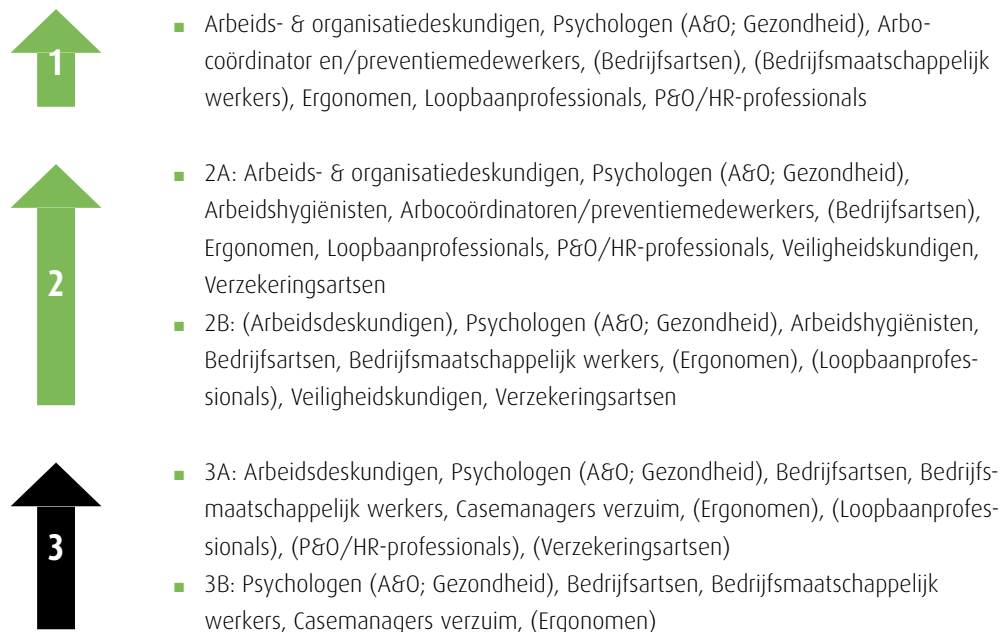 1
▪ Arbeids- & organisatiedeskundigen, Psychologen (A&O; Gezondheid), Arbo-
coördinator en/preventiemedewerkers, (Bedrijfsartsen), (Bedrijfsmaatschappelijk
werkers), Ergonomen, Loopbaanprofessionals, P&O/HR-professionals
2
▪ 2A: Arbeids- & organisatiedeskundigen, Psychologen (A&O; Gezondheid),
Arbeidshygiënisten, Arbocoördinatoren/preventiemedewerkers, (Bedrijfsartsen),
Ergonomen, Loopbaanprofessionals, P&O/HR-professionals, Veiligheidskundigen,
Verzekeringsartsen
▪ 2B: (Arbeidsdeskundigen), Psychologen (A&O; Gezondheid), Arbeidshygiënisten,
Bedrijfsartsen, Bedrijfsmaatschappelijk werkers, (Ergonomen), (Loopbaanprofes-
sionals), Veiligheidskundigen, Verzekeringsartsen
3
▪ 3A: Arbeidsdeskundigen, Psychologen (A&O; Gezondheid), Bedrijfsartsen, Bedrijfs-
maatschappelijk werkers, Casemanagers verzuim, (Ergonomen), (Loopbaanprofes-
sionals), (P&O/HR-professionals), (Verzekeringsartsen)
▪ 3B: Psychologen (A&O; Gezondheid), Bedrijfsartsen, Bedrijfsmaatschappelijk
werkers, Casemanagers verzuim, (Ergonomen)